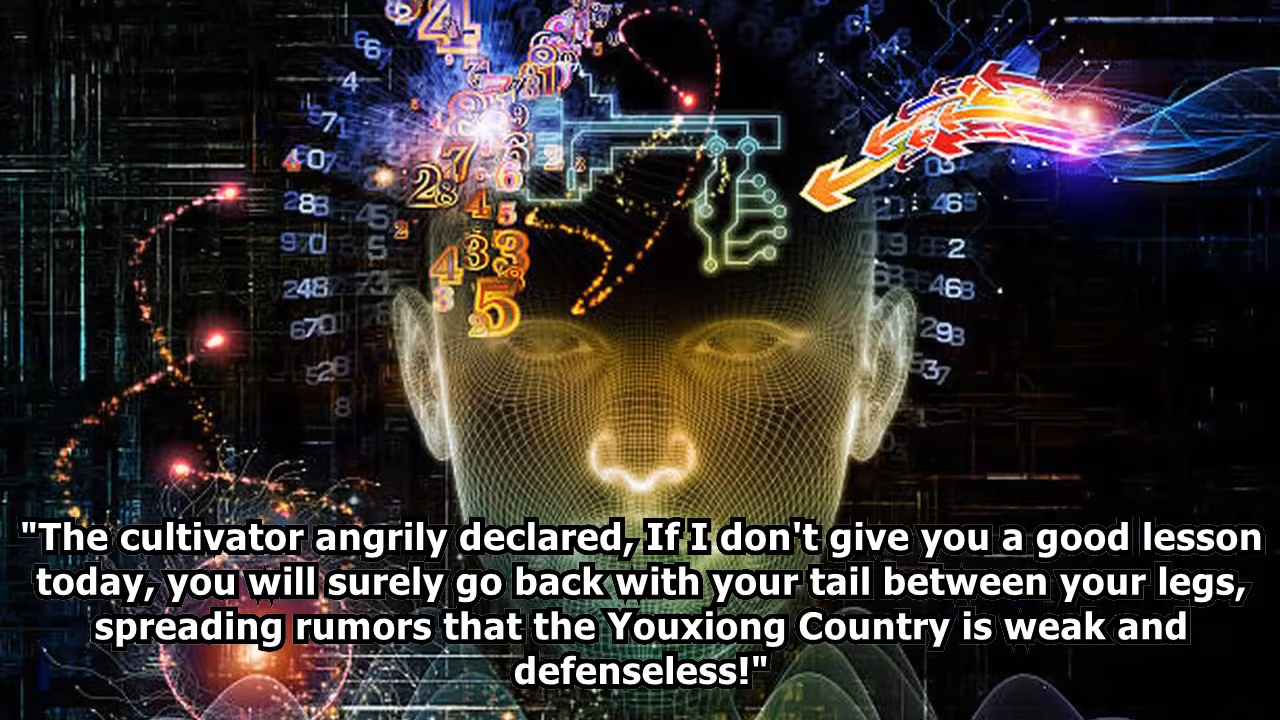 "The cultivator angrily declared, If I don't give you a good lesson
today, you will surely go back with your tail between your legs,
spreading rumors that the Youxiong Country is weak and
defenseless!"